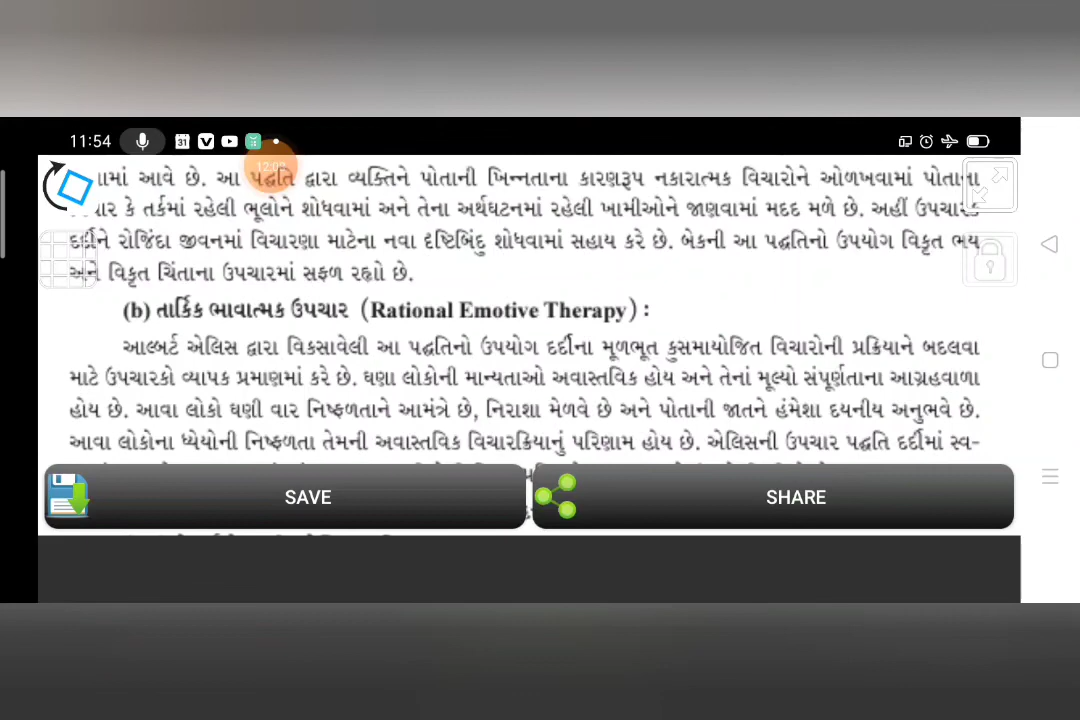 11:54
31
12:00
ામાં આવે છે. આ પદ્ધતિ દ્વારા વ્યક્તિને પોતાની ખિન્નતાના કારણરૂપ નકારાત્મક વિચારોને ઓળખવામાં પોતાના
કે તર્કમાં રહેલી ભૂલોને શોધવામાં અને તેના અર્થઘટનમાં રહેલી ખામીઓને જાણવામાં મદદ મળે છે. અહીં ઉપચારક
દર્દીને રોજિંદા જીવનમાં વિચારણા માટેના નવા દૃષ્ટિબિંદુ શોધવામાં સહાય કરે છે. બેકની આ પદ્ધતિનો ઉપયોગ વિકૃત ભય
અને વિકૃત ચિંતાના ઉપચારમાં સફળ રહ્યો છે.
(b) તાર્કિક ભાવાત્મક ઉપચાર (Rational Emotive Therapy) :
આલ્બર્ટ એલિસ દ્વારા વિકસાવેલી આ પદ્ધતિનો ઉપયોગ દર્દીના મૂળભૂત કુસમાયોજિત વિચારોની પ્રક્રિયાને બદલવા
માટે ઉપચારકો વ્યાપક પ્રમાણમાં કરે છે. ઘણા લોકોની માન્યતાઓ અવાસ્તવિક હોય અને તેનાં મૂલ્યો સંપૂર્ણતાના આગ્રહવાળા
હોય છે. આવા લોકો ઘણી વાર નિષ્ફળતાને આમંત્રે છે, નિરાશા મેળવે છે અને પોતાની જાતને હંમેશા દયનીય અનુભવે છે.
આવા લોકોના ધ્યેયોની નિષ્ફળતા તેમની અવાસ્તવિક વિચારક્રિયાનું પરિણામ હોય છે. એલિસની ઉપચાર પદ્ધતિ દર્દીમાં સ્વ-
SAVE
SHARE